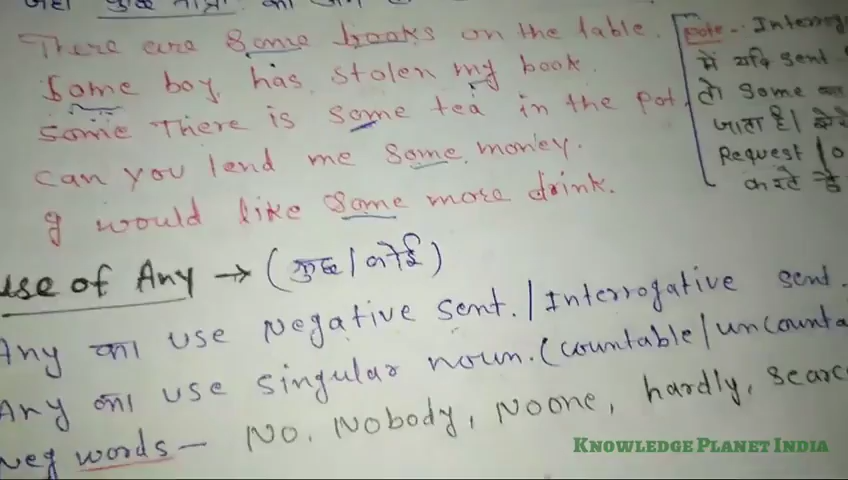 There are some books on the table.
Some boy has stolen my book.
Some There is some tea in the pot.
Can you lend me some money.
I would like some more drink.
Note-. Interrog
में यदि sent
तो some का
जाता है।
Request /o
करते है
use of Any → (कुछ / कोई)
Any का use Negative sent. / Interrogative sent.
Any का use singular noun. (countable / uncounta
Neg words — No. Nobody, Noone, hardly, scarc
KNOWLEDGE PLANET INDIA